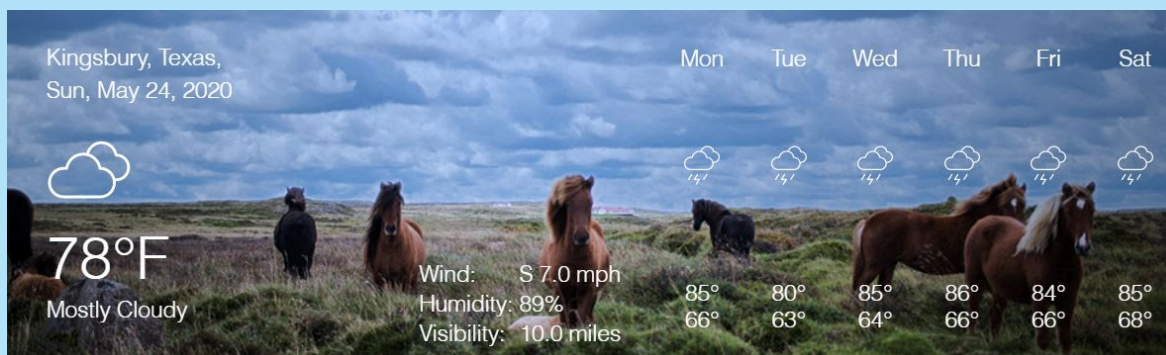 Kingsbury, Texas,
Sun, May 24, 2020
78°F
Mostly Cloudy
Wind: S 7.0 mph
Humidity: 89%
Visibility: 10.0 miles
Mon Tue Wed Thu Fri Sat
85° 80° 85° 86° 84° 85°
66° 63° 64° 66° 66° 68°